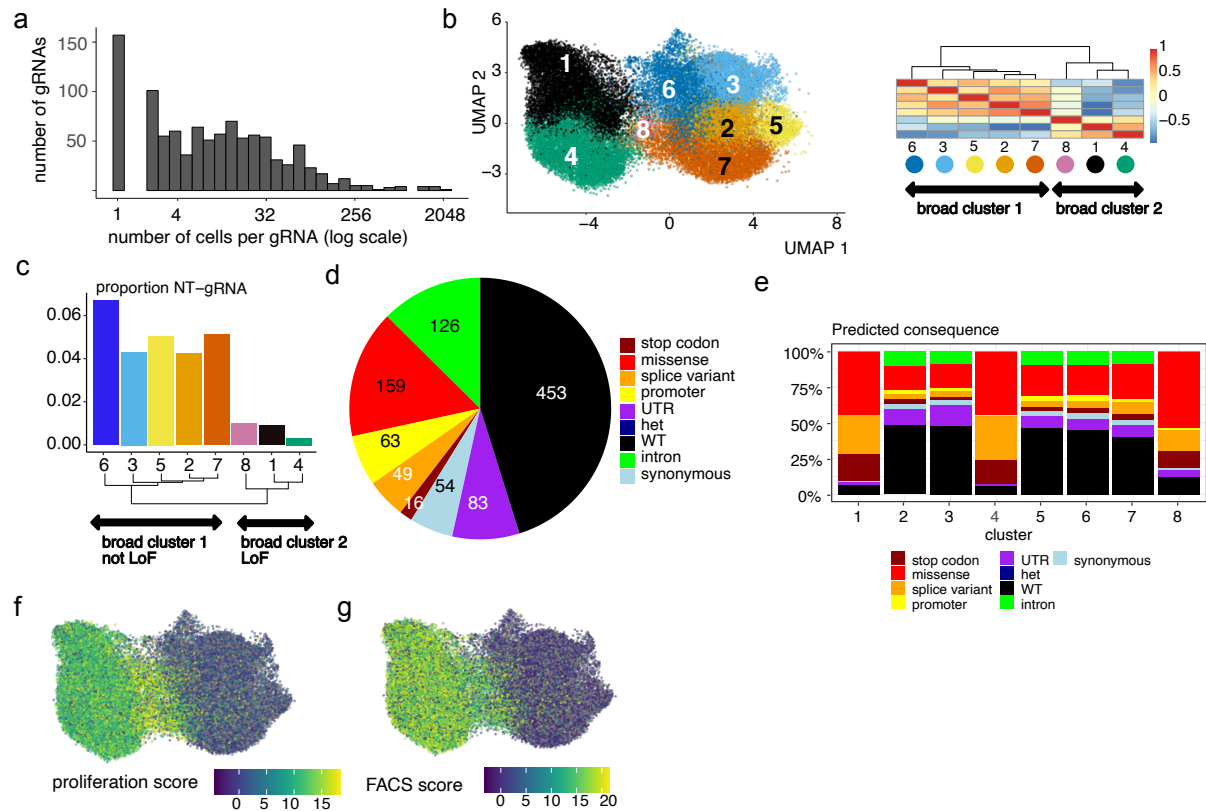 a
number of gRNAs
150
100
50
1
4
32
256
2048
number of cells per gRNA (log scale)
b
UMAP 2
6
3
0
−3
−4
0
4
8
UMAP 1
1
6
3
8
2
5
4
7
1
0.5
0
−0.5
6 3 5 2 7 8 1 4
broad cluster 1
broad cluster 2
c
proportion NT−gRNA
0.06
0.04
0.02
0.00
6 3 5 2 7 8 1 4
broad cluster 1
not LoF
broad cluster 2
LoF
d
126
453
159
63
49
16
54
83
stop codon
missense
splice variant
promoter
UTR
het
WT
intron
synonymous
e
Predicted consequence
100%
75%
50%
25%
0%
1 2 3 4 5 6 7 8
cluster
stop codon
missense
splice variant
promoter
UTR
het
WT
intron
synonymous
f
proliferation score
0 5 10 15
g
FACS score
0 5 10 15 20